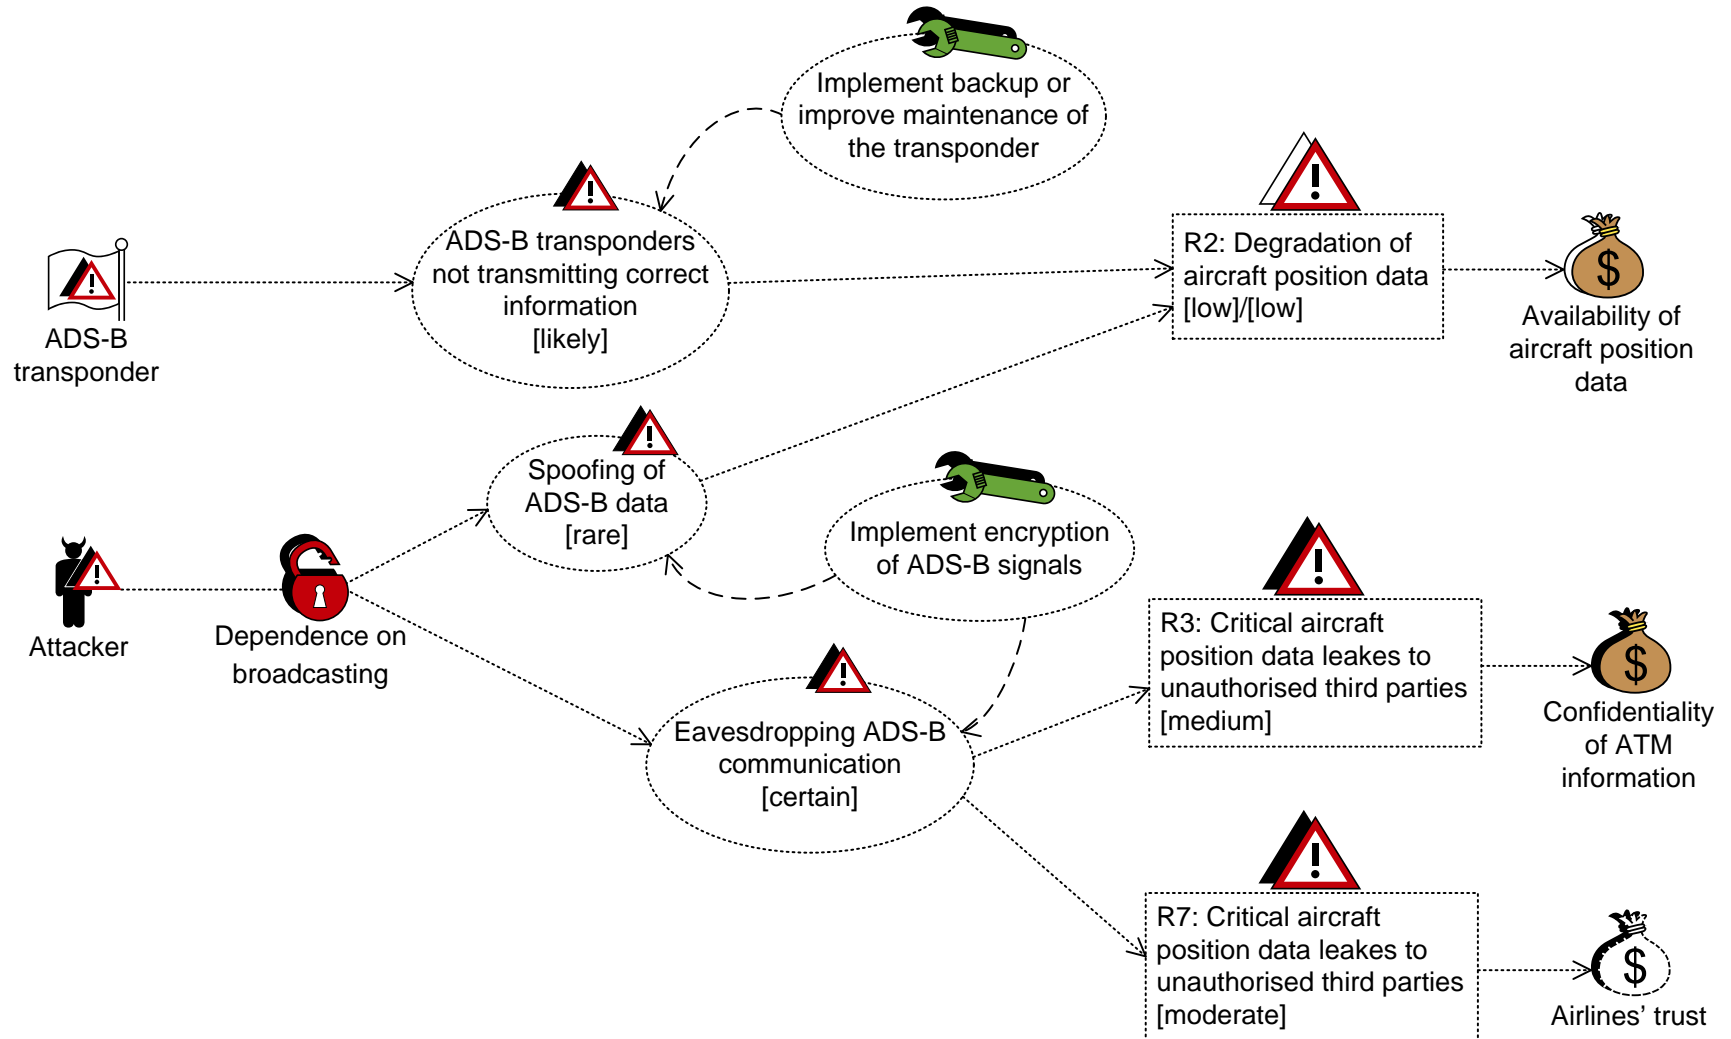 Implement backup or
improve maintenance of
the transponder
ADS-B transponders
not transmitting correct
information
[likely]
R2: Degradation of
aircraft position data
[low]/[low]
$
Availability of
aircraft position
data
ADS-B
transponder
Spoofing of
ADS-B data
[rare]
Implement encryption
of ADS-B signals
Attacker
Dependence on
broadcasting
R3: Critical aircraft
position data leakes to
unauthorised third parties
[medium]
$
Confidentiality
of ATM
information
Eavesdropping ADS-B
communication
[certain]
R7: Critical aircraft
position data leakes to
unauthorised third parties
[moderate]
$
Airlines’ trust